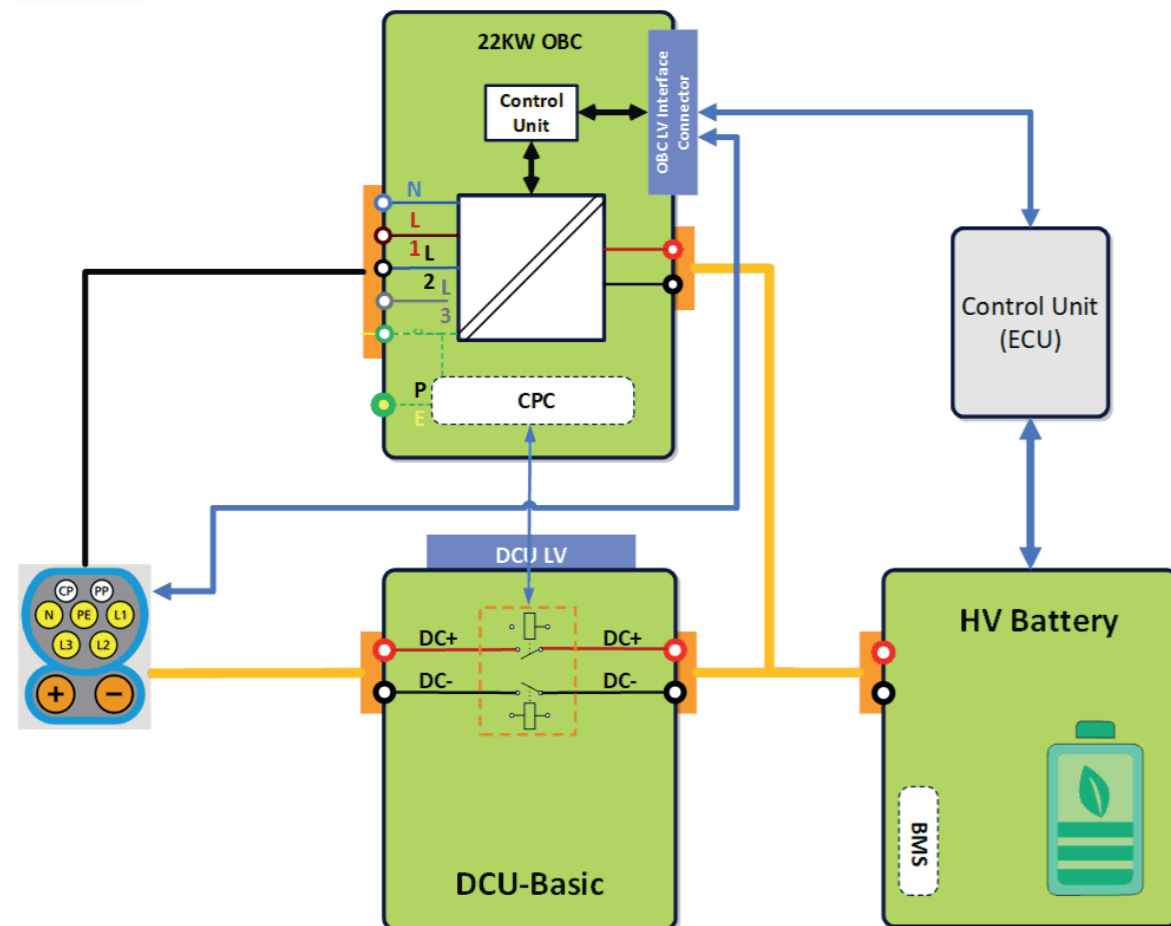 22KW OBC
Control
Unit
OBC LV Interface
Connector
N
L
1
L
2
L
3
P
E
CPC
Control Unit
(ECU)
DCU LV
CP PP
N PE L1
L3 L2
+ −
DC+ DC+
DC- DC-
DCU-Basic
HV Battery
BMS